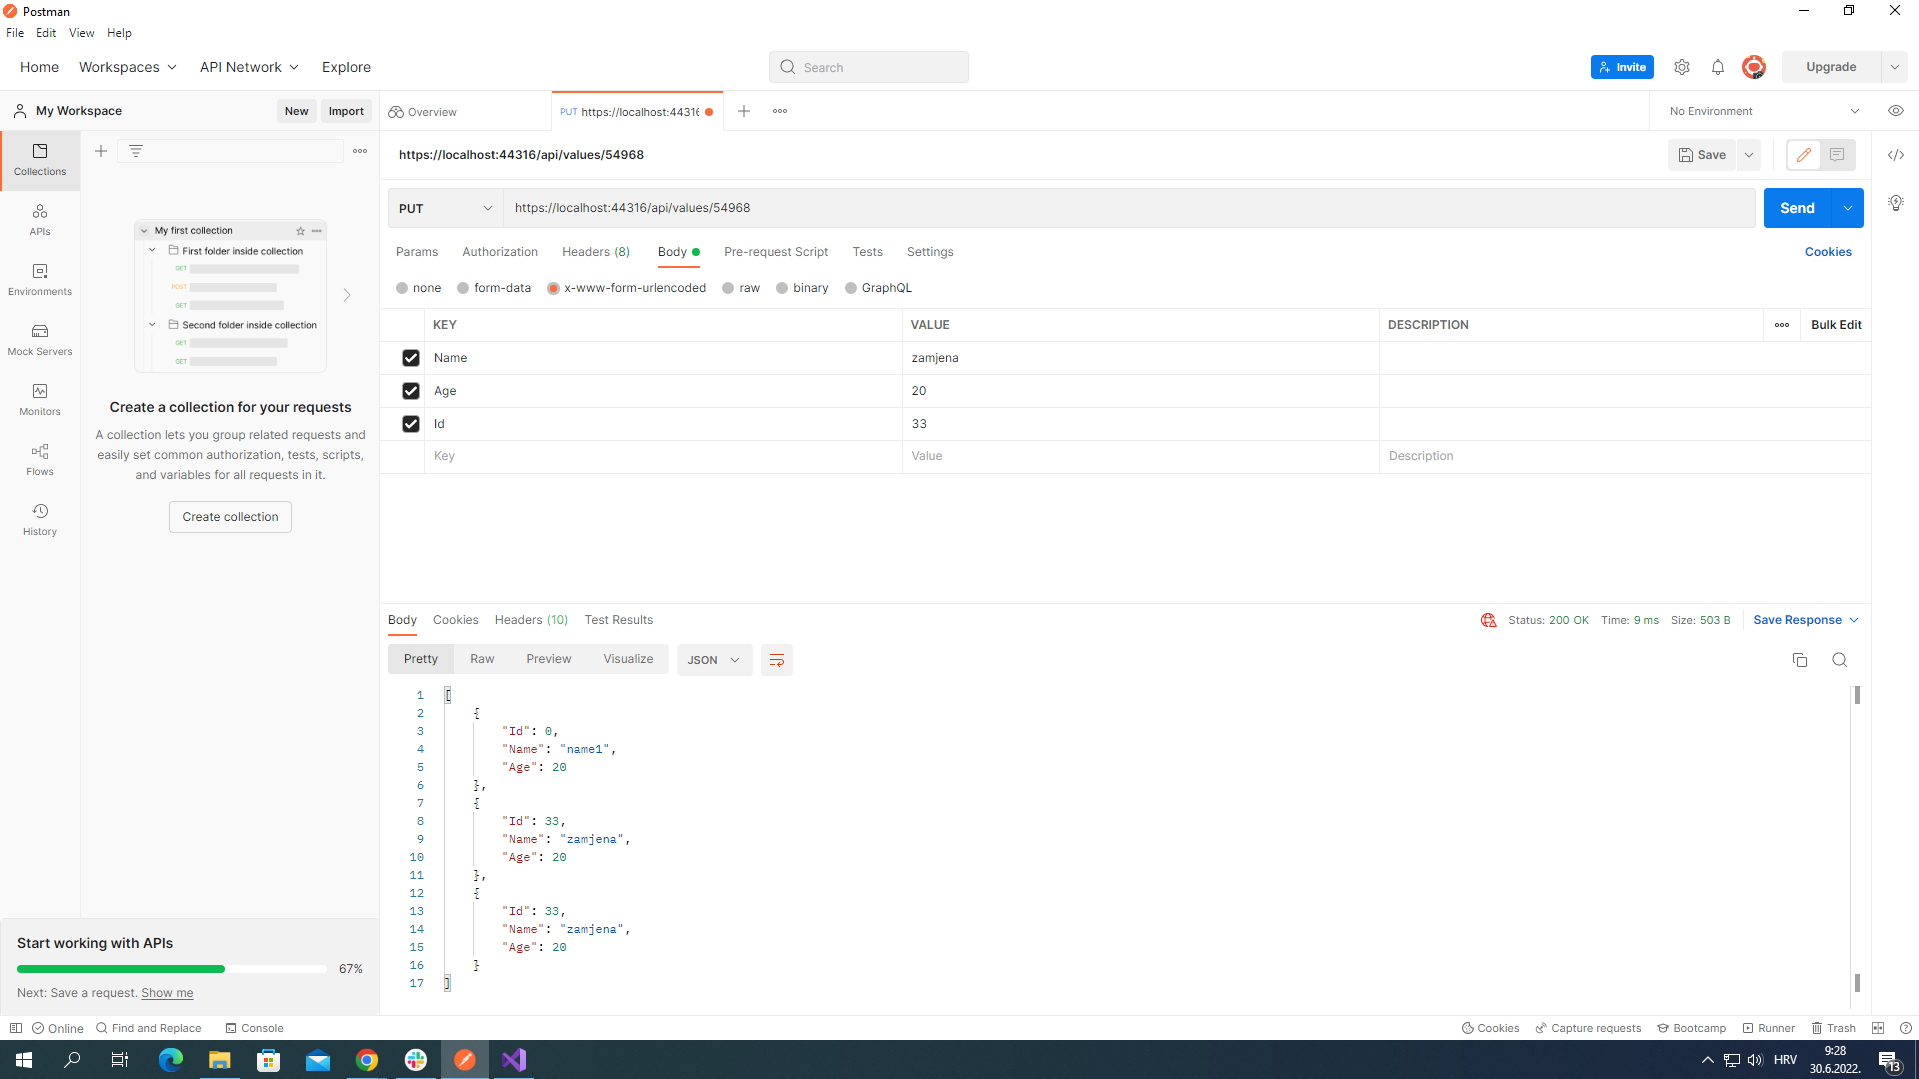 Postman
File Edit View Help
Home Workspaces API Network Explore
Search
Invite
Upgrade
My Workspace
New Import
Overview
PUT https://localhost:44316
No Environment
Collections
APIs
Environments
Mock Servers
Monitors
Flows
History
My first collection
First folder inside collection
GET
POST
GET
Second folder inside collection
GET
GET
Create a collection for your requests
A collection lets you group related requests and
easily set common authorization, tests, scripts,
and variables for all requests in it.
Create collection
Start working with APIs
67%
Next: Save a request. Show me
https://localhost:44316/api/values/54968
Save
PUT
https://localhost:44316/api/values/54968
Send
Params Authorization Headers (8) Body Pre-request Script Tests Settings
Cookies
none form-data x-www-form-urlencoded raw binary GraphQL
KEY VALUE DESCRIPTION
Bulk Edit
Name zamjena
Age 20
Id 33
Key Value Description
Body Cookies Headers (10) Test Results
Status: 200 OK Time: 9 ms Size: 503 B
Save Response
Pretty Raw Preview Visualize JSON
1 [
2 {
3 "Id": 0,
4 "Name": "name1",
5 "Age": 20
6 },
7 {
8 "Id": 33,
9 "Name": "zamjena",
10 "Age": 20
11 },
12 {
13 "Id": 33,
14 "Name": "zamjena",
15 "Age": 20
16 }
17 ]
Online Find and Replace Console
Cookies Capture requests Bootcamp Runner Trash
HRV
9:28
30.6.2022.
13